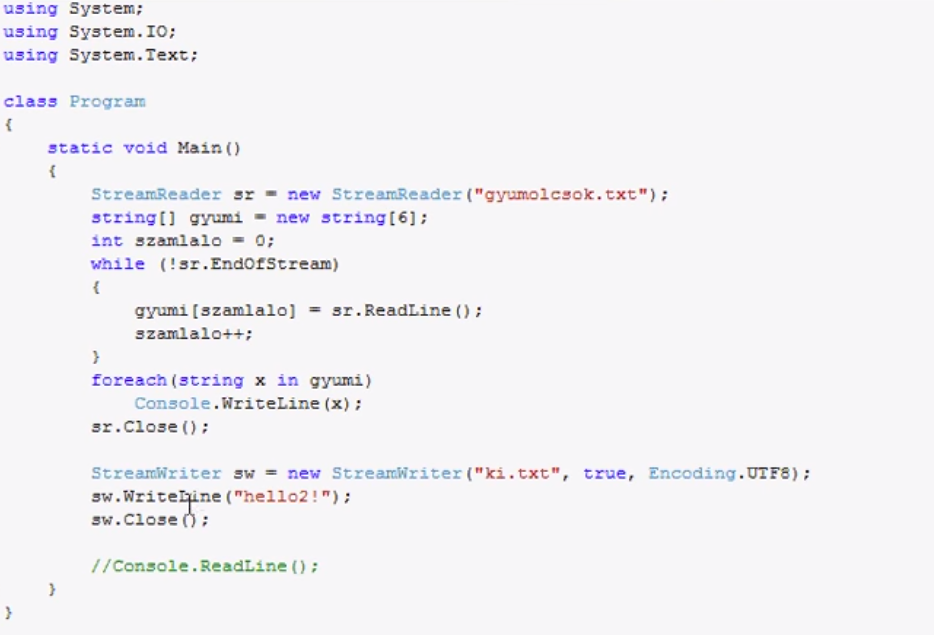 using System;
using System.IO;
using System.Text;
class Program
{
static void Main()
{
StreamReader sr = new StreamReader("gyumolcsok.txt");
string[] gyumi = new string[6];
int szamlalo = 0;
while (!sr.EndOfStream)
{
gyumi[szamlalo] = sr.ReadLine();
szamlalo++;
}
foreach(string x in gyumi)
Console.WriteLine(x);
sr.Close();
StreamWriter sw = new StreamWriter("ki.txt", true, Encoding.UTF8);
sw.WriteLine("hello2!");
sw.Close();
//Console.ReadLine();
}
}